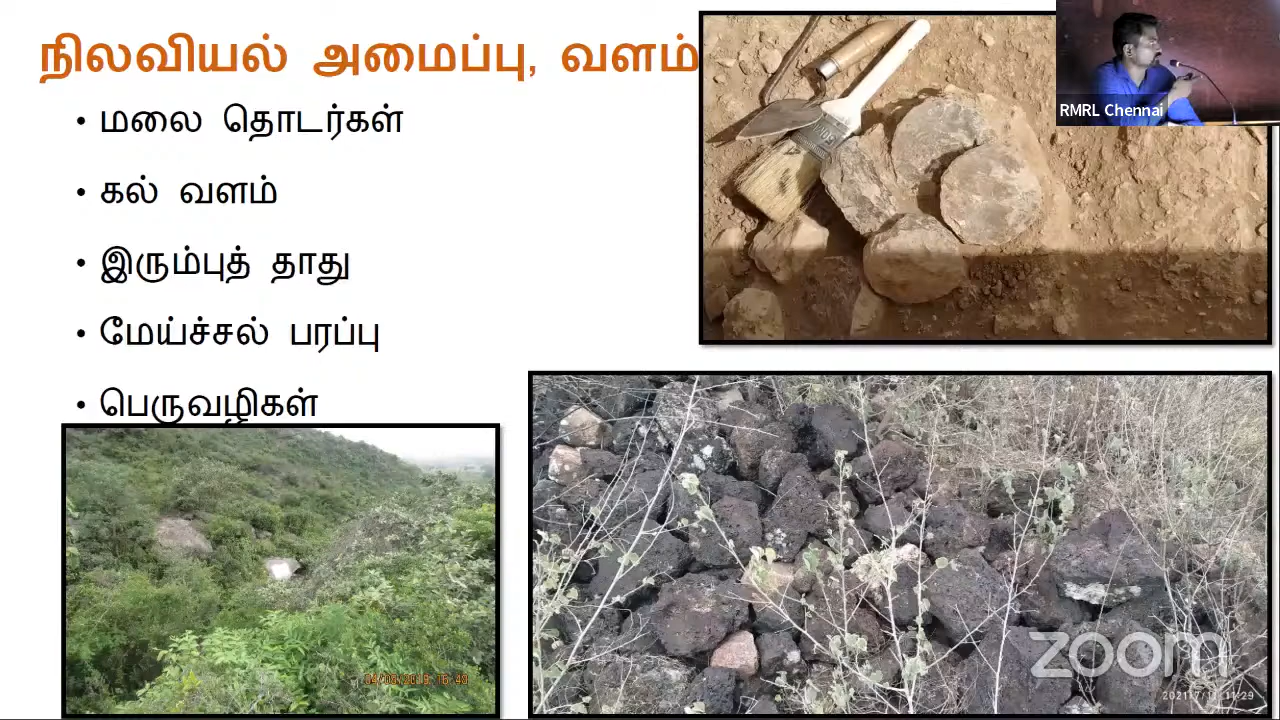 நிலவியல் அமைப்பு, வளம்
• மலை தொடர்கள்
• கல் வளம்
• இரும்புத் தாது
• மேய்ச்சல் பரப்பு
• பெருவழிகள்
RMRL Chennai
zoom